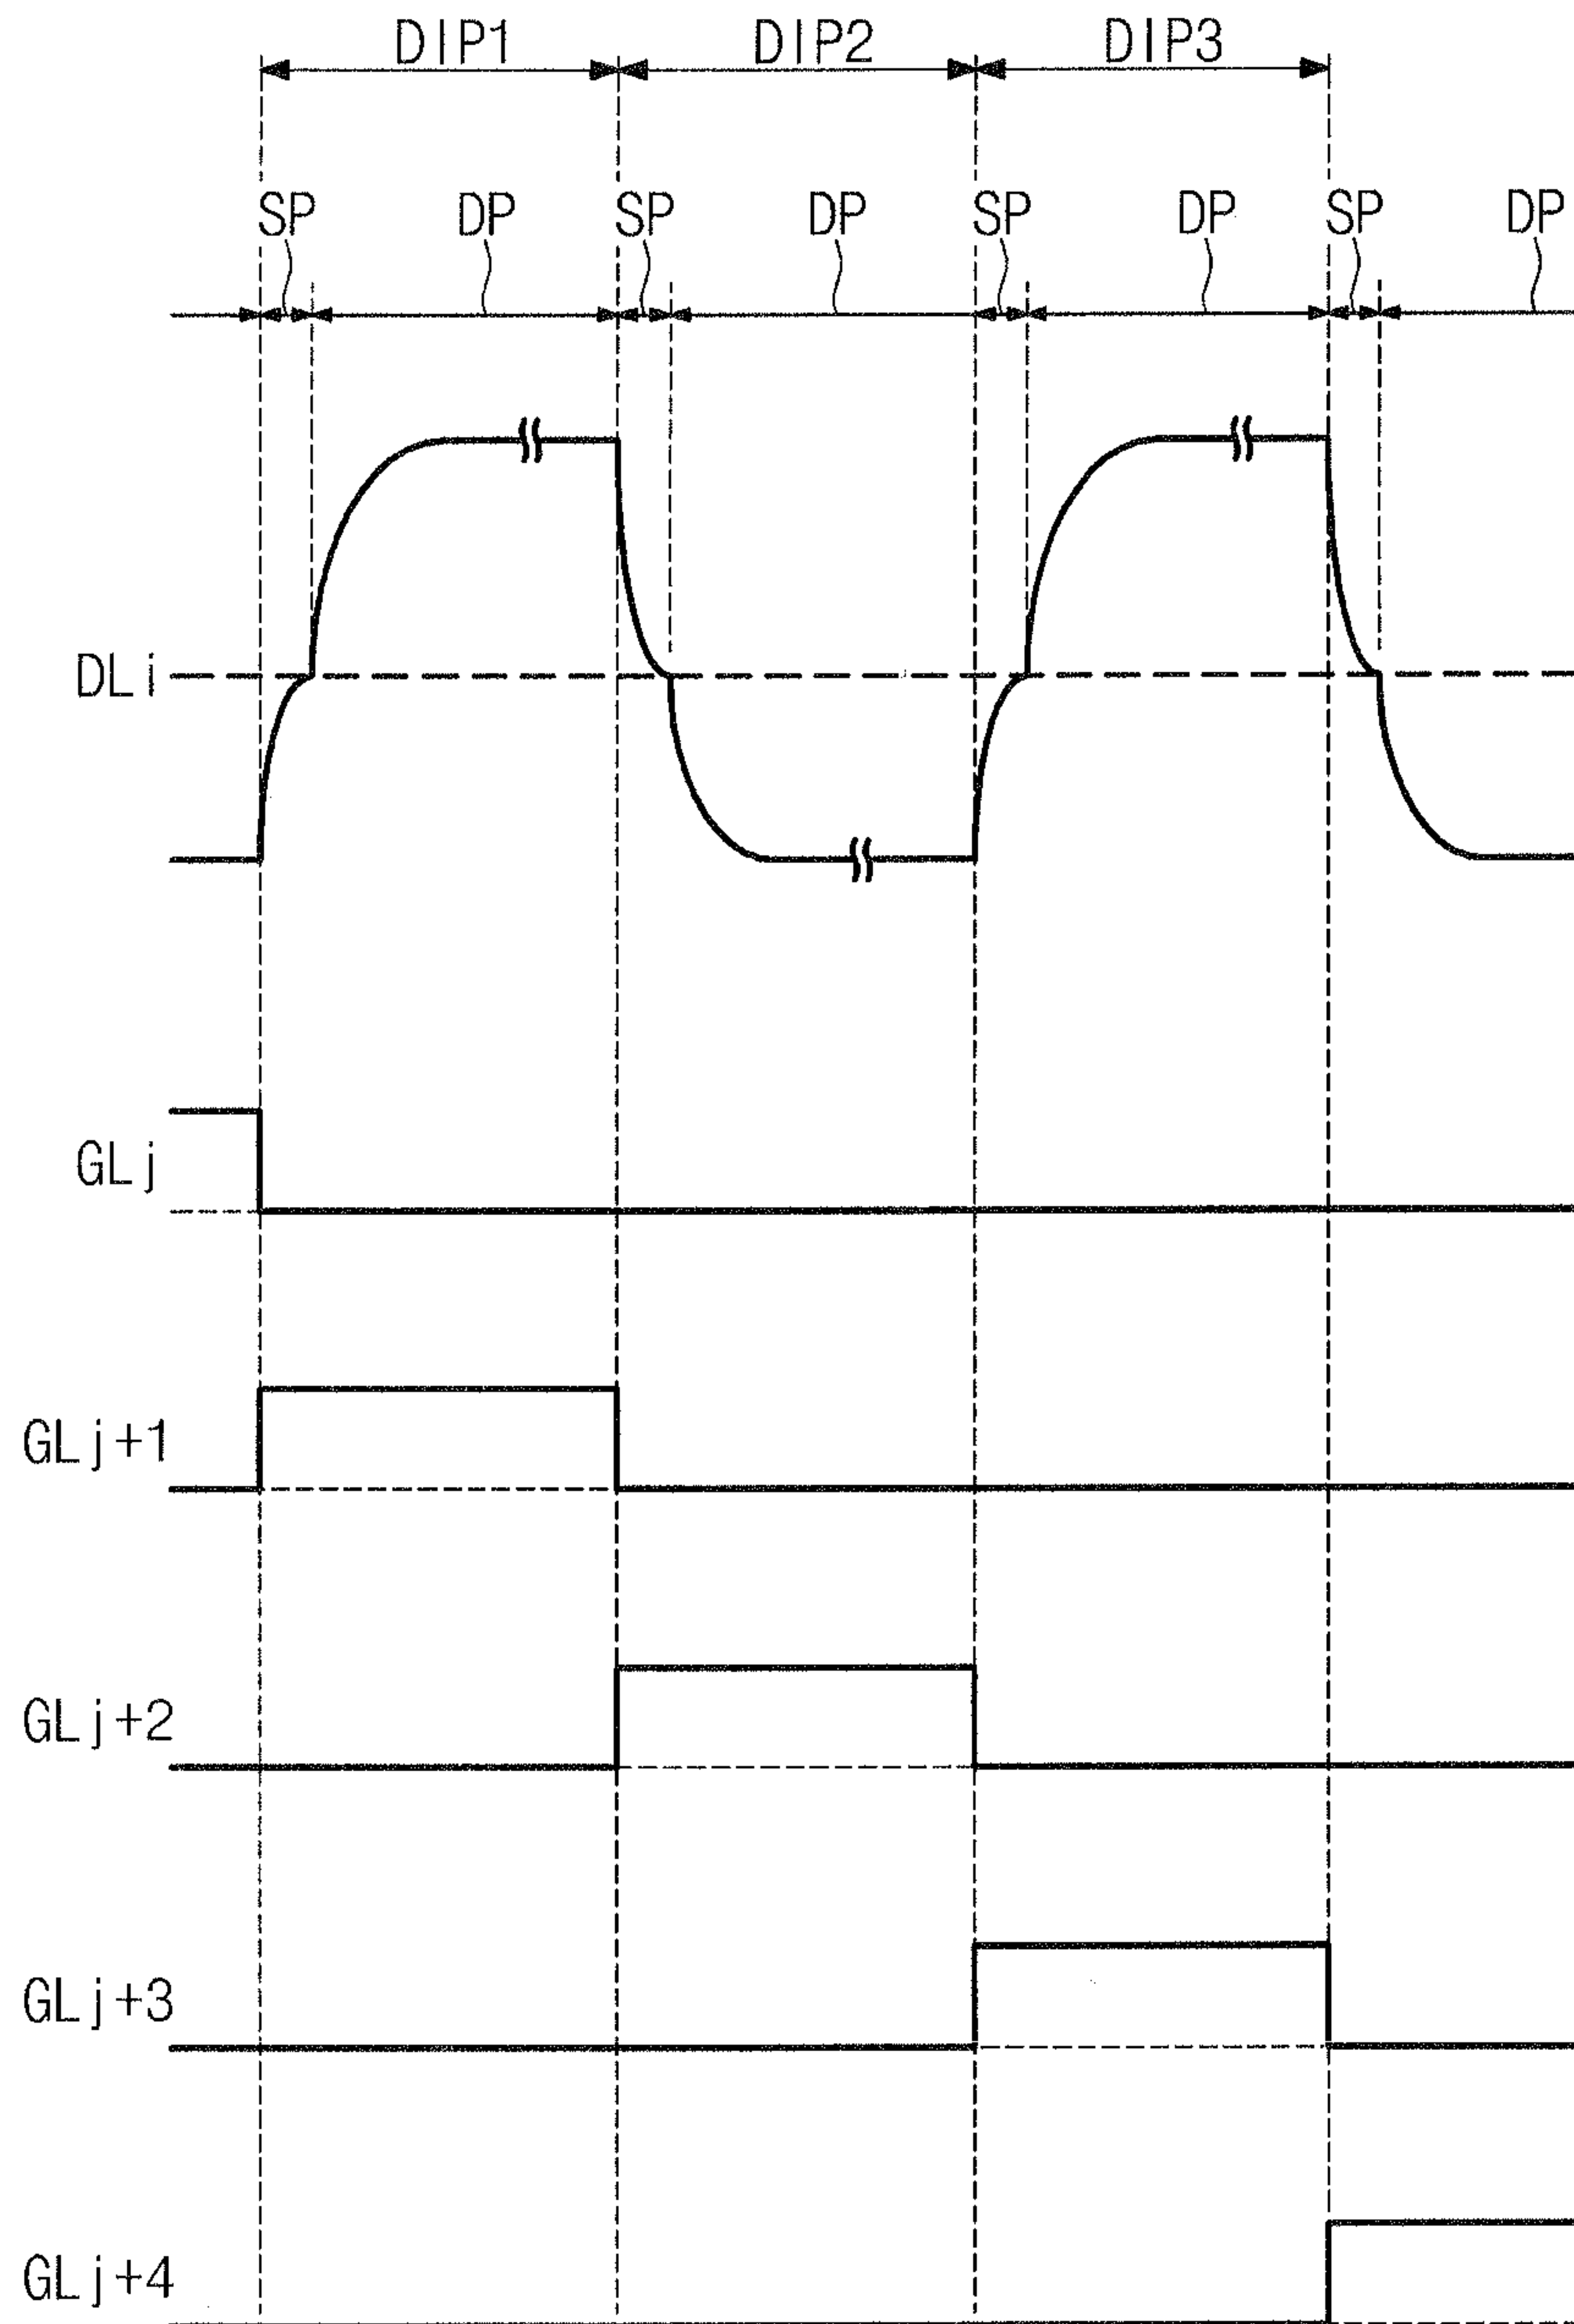 DIP1 DIP2 DIP3
SP DP SP DP SP DP SP DP
DLi
GLj
GLj+1
GLj+2
GLj+3
GLj+4